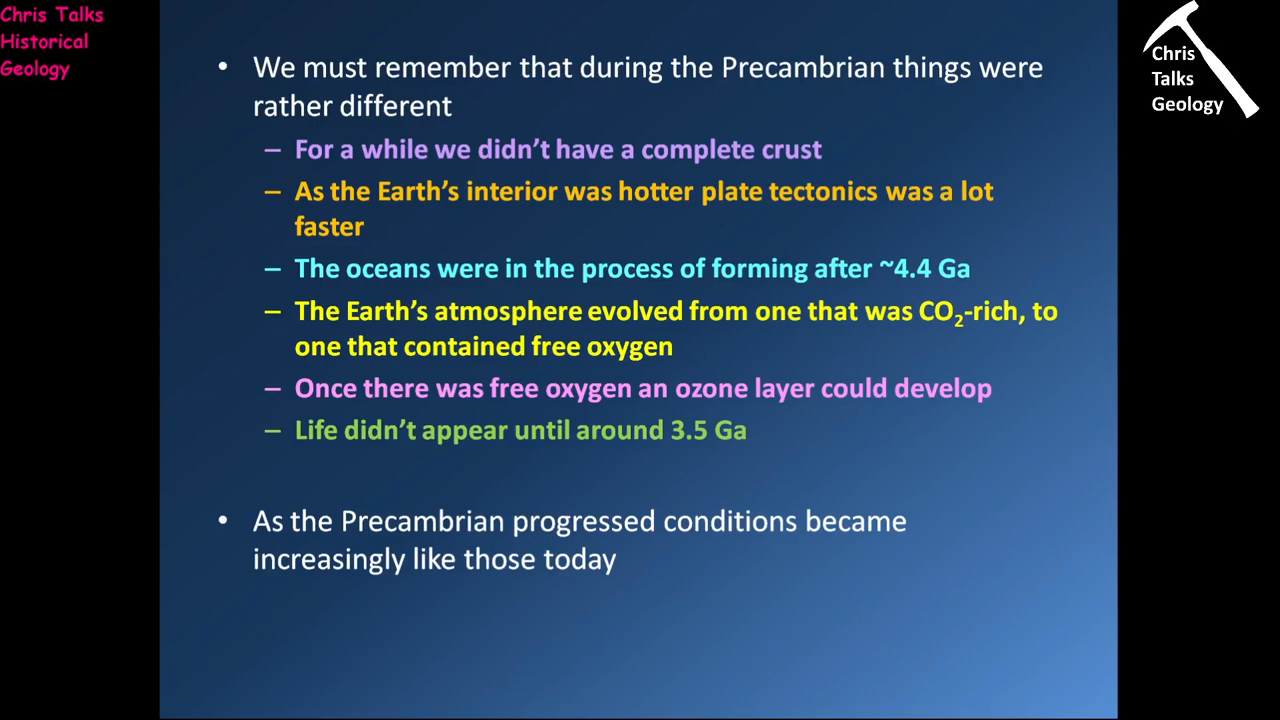 Chris Talks
Historical
Geology
Chris
Talks
Geology
• We must remember that during the Precambrian things were
rather different
– For a while we didn’t have a complete crust
– As the Earth’s interior was hotter plate tectonics was a lot
faster
– The oceans were in the process of forming after ~4.4 Ga
– The Earth’s atmosphere evolved from one that was CO₂-rich, to
one that contained free oxygen
– Once there was free oxygen an ozone layer could develop
– Life didn’t appear until around 3.5 Ga
• As the Precambrian progressed conditions became
increasingly like those today